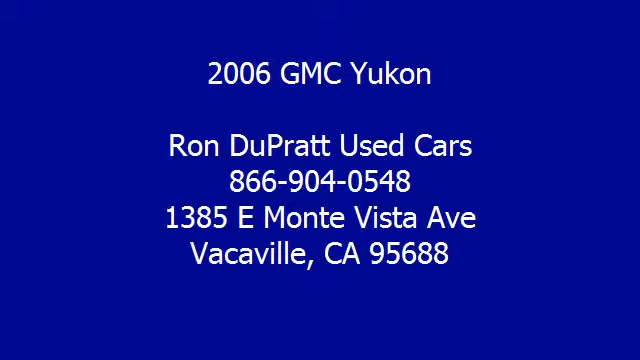 2006 GMC Yukon
Ron DuPratt Used Cars
866-904-0548
1385 E Monte Vista Ave
Vacaville, CA 95688